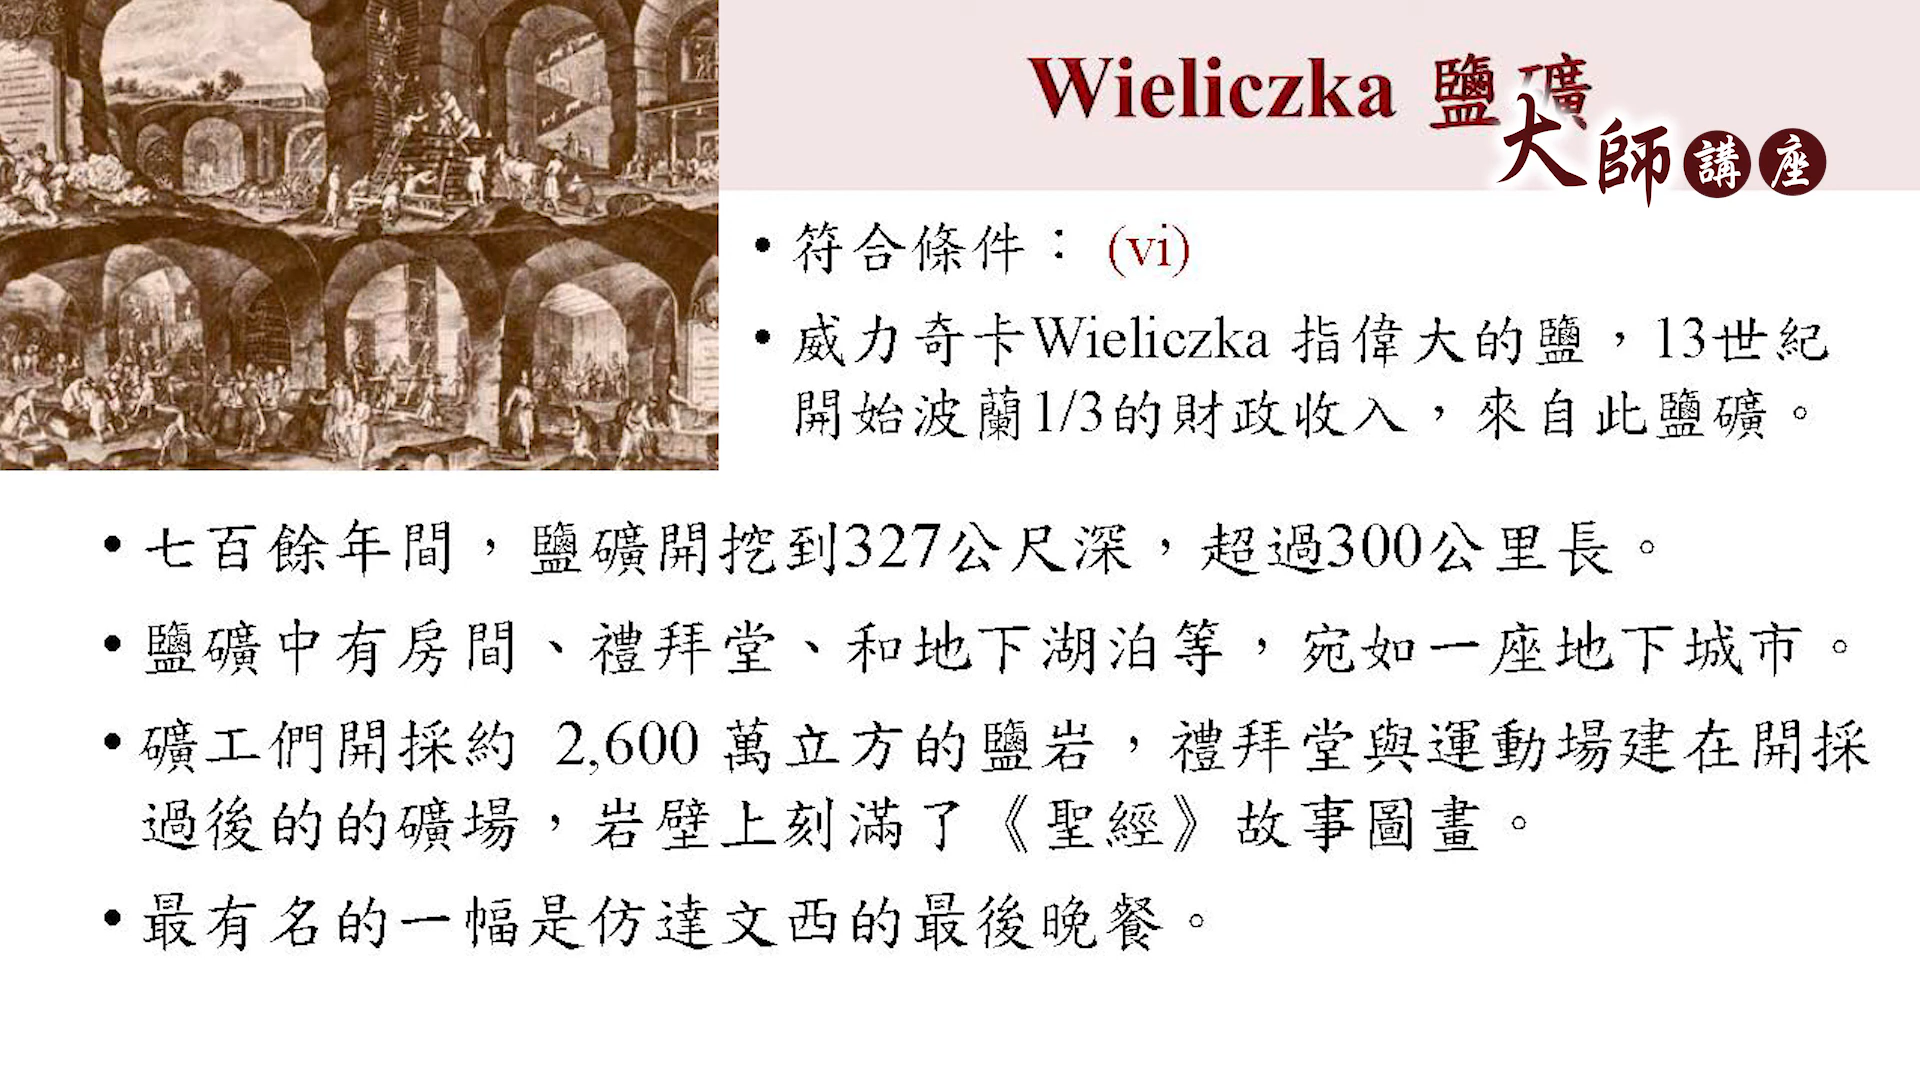 Wieliczka 鹽礦
大師講座
• 符合條件：(vi)
• 威力奇卡Wieliczka 指偉大的鹽，13世紀
開始波蘭1/3的財政收入，來自此鹽礦。
• 七百餘年間，鹽礦開挖到327公尺深，超過300公里長。
• 鹽礦中有房間、禮拜堂、和地下湖泊等，宛如一座地下城市。
• 礦工們開採約 2,600 萬立方的鹽岩，禮拜堂與運動場建在開採
過後的的礦場，岩壁上刻滿了《聖經》故事圖畫。
• 最有名的一幅是仿達文西的最後晚餐。